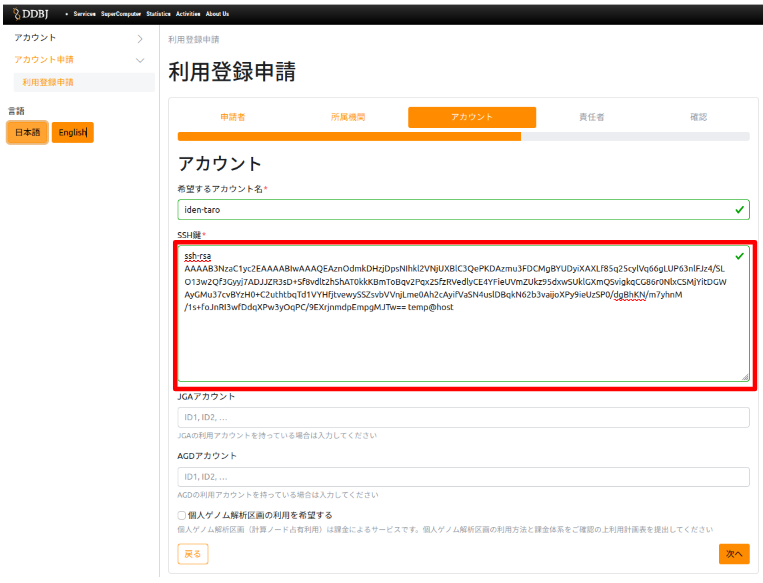 DDBJ • Services SuperComputer Statistics Activities About Us
アカウント
アカウント申請
利用登録申請
言語
日本語 English
利用登録申請
利用登録申請
申請者 所属機関 アカウント 責任者 確認
アカウント
希望するアカウント名*
iden-taro
SSH鍵*
ssh-rsa
AAAAB3NzaC1yc2EAAAABIwAAAQEAznOdmkDHzjDpsNIhkl2VNjUXBlC3QePKDAzmu3FDCMgBYUDyiXAXLf85q25cylVq66gLUP63nlFJz4/SL
O13w2Qf3Gyyj7ADJJZR3sD+Sf8vdlt2hShAT0kkKBmToBqv2Pqx2SfzRVedlyCE4YFieUVmZUkz95dxwSUklGXmQSvigkqCG86r0NlxCSMjYitDGW
AyGMu37cvBYzH0+C2uthtbqTd1VYHfjtvewySSZsvbVVnjLme0Ah2cAyifVaSN4uslDBqkN62b3vaijoXPy9ieUzSP0/dgBhKN/m7yhnM
/1s+foJnRI3wfDdqXPw3yOqPC/9EXrjnmdpEmpgMJTw== temp@host
JGAアカウント
ID1, ID2, ...
JGAの利用アカウントを持っている場合は入力してください
AGDアカウント
ID1, ID2, ...
AGDの利用アカウントを持っている場合は入力してください
個人ゲノム解析区画の利用を希望する
個人ゲノム解析区画（計算ノード占有利用）は課金によるサービスです。個人ゲノム解析区画の利用方法と課金体系をご確認の上利用計画表を提出してください
戻る 次へ